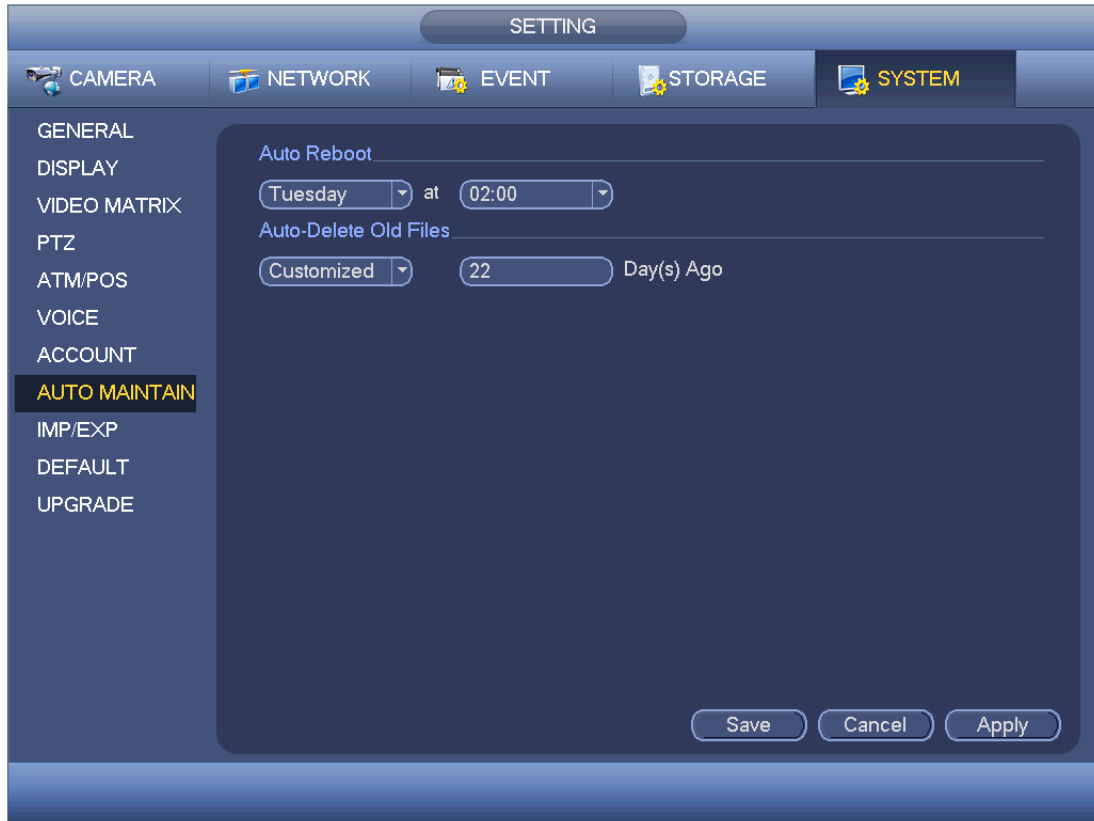 SETTING
CAMERA NETWORK EVENT STORAGE SYSTEM
GENERAL
DISPLAY
VIDEO MATRIX
PTZ
ATM/POS
VOICE
ACCOUNT
AUTO MAINTAIN
IMP/EXP
DEFAULT
UPGRADE
Auto Reboot
Tuesday at 02:00
Auto-Delete Old Files
Customized 22 Day(s) Ago
Save Cancel Apply